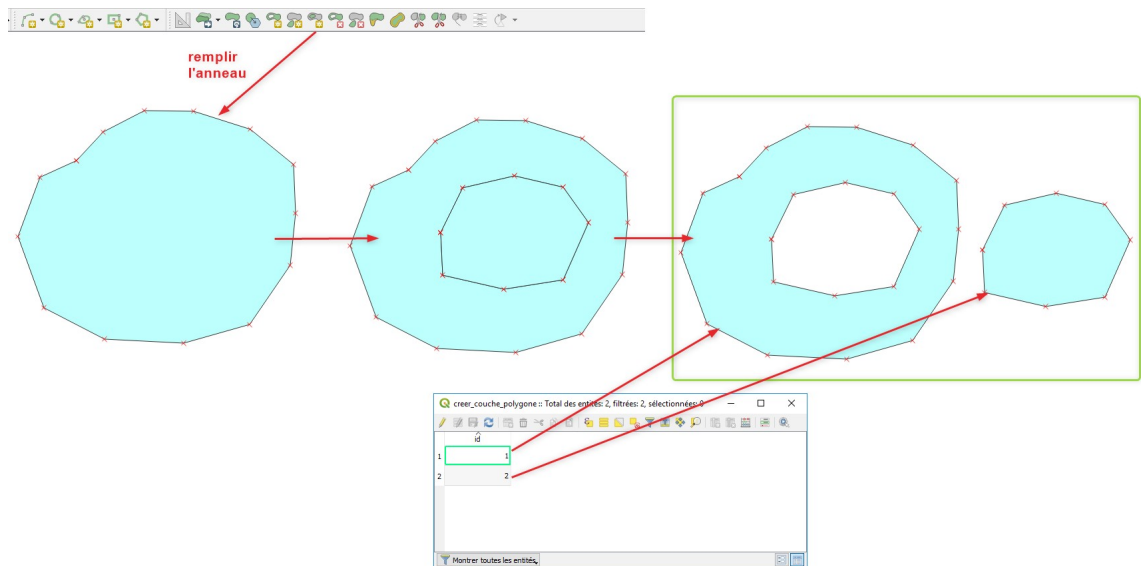 remplir
l'anneau
creer_couche_polygone :: Total des entités: 2, filtrées: 2, sélectionnées: 0
id
1 1
2 2
Montrer toutes les entités